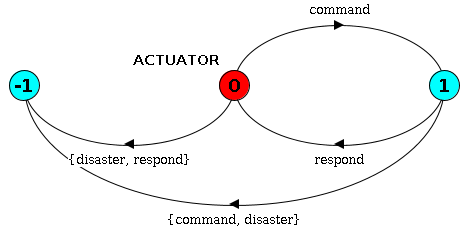 command
ACTUATOR
-1
0
1
{disaster, respond}
respond
{command, disaster}